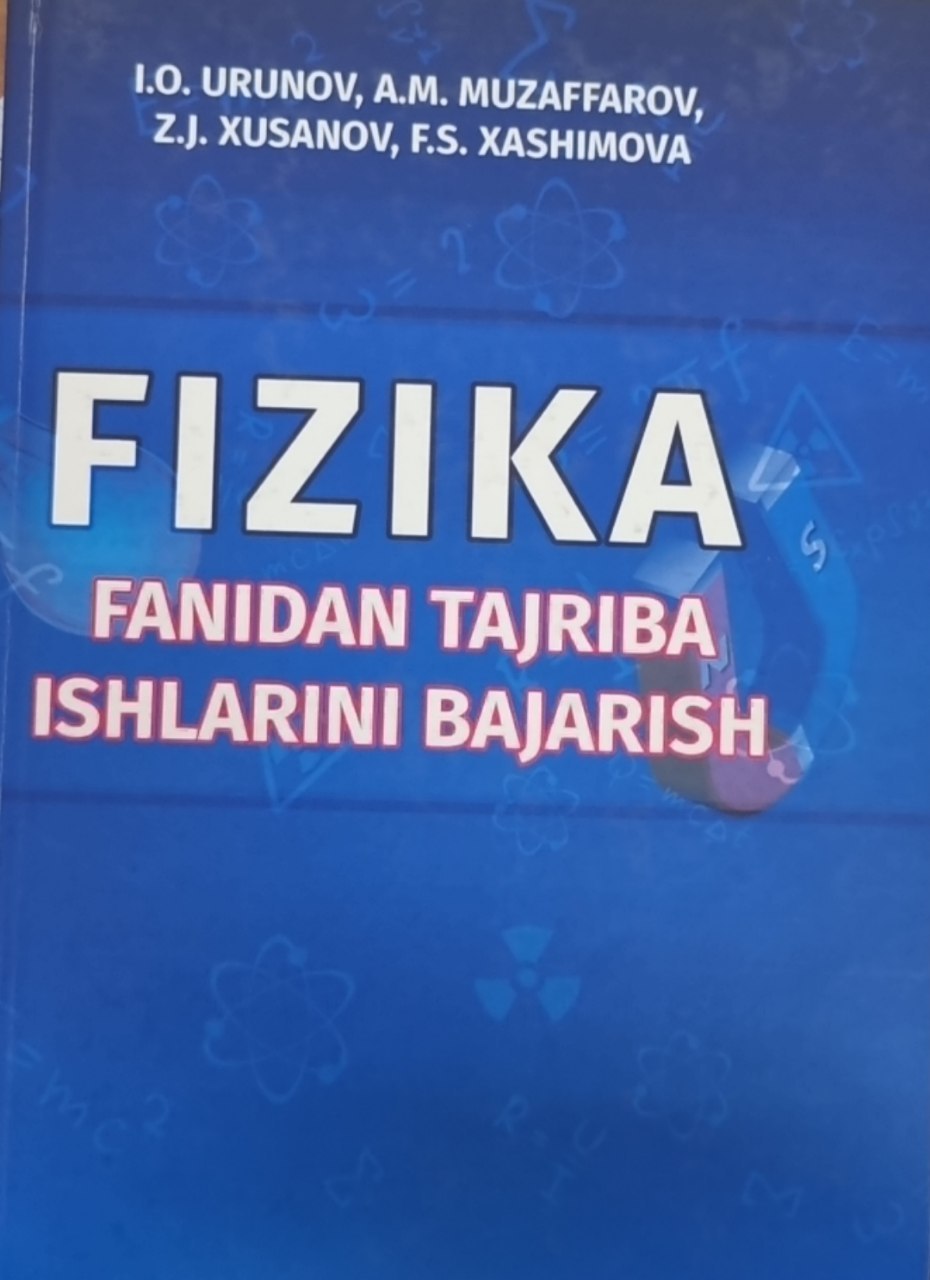 I.O. URUNOV, A.M. MUZAFFAROV,
Z.J. XUSANOV, F.S. XASHIMOVA
FIZIKA
FANIDAN TAJRIBA
ISHLARINI BAJARISH